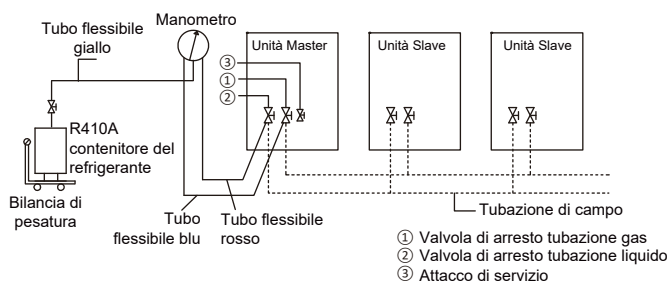 Tubo flessibile
giallo
Manometro
Unità Master
Unità Slave
Unità Slave
③
①
②
R410A
contenitore del
refrigerante
Bilancia di
pesatura
Tubo
flessibile blu
Tubo flessibile
rosso
Tubazione di campo
① Valvola di arresto tubazione gas
② Valvola di arresto tubazione liquido
③ Attacco di servizio